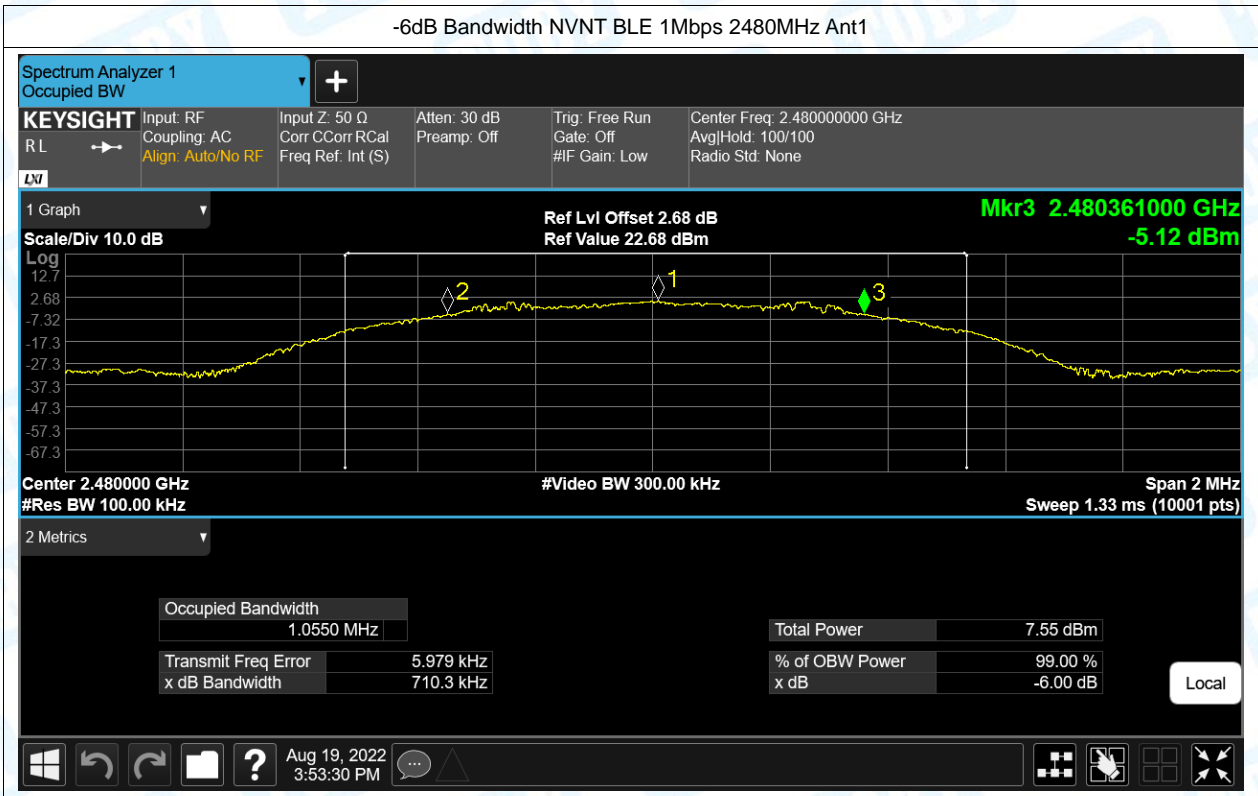 -6dB Bandwidth NVNT BLE 1Mbps 2480MHz Ant1
Spectrum Analyzer 1
Occupied BW
KEYSIGHT
R L
LXI
Input: RF
Coupling: AC
Align: Auto/No RF
Input Z: 50 Ω
Corr CCorr RCal
Freq Ref: Int (S)
Atten: 30 dB
Preamp: Off
Trig: Free Run
Gate: Off
#IF Gain: Low
Center Freq: 2.480000000 GHz
Avg|Hold: 100/100
Radio Std: None
1 Graph
Scale/Div 10.0 dB
Ref Lvl Offset 2.68 dB
Ref Value 22.68 dBm
Mkr3 2.480361000 GHz
-5.12 dBm
Log
12.7
2.68
-7.32
-17.3
-27.3
-37.3
-47.3
-57.3
-67.3
2
1
3
Center 2.480000 GHz
#Res BW 100.00 kHz
#Video BW 300.00 kHz
Span 2 MHz
Sweep 1.33 ms (10001 pts)
2 Metrics
Occupied Bandwidth
1.0550 MHz
Transmit Freq Error 5.979 kHz
x dB Bandwidth 710.3 kHz
Total Power 7.55 dBm
% of OBW Power 99.00 %
x dB -6.00 dB
Local
Aug 19, 2022
3:53:30 PM